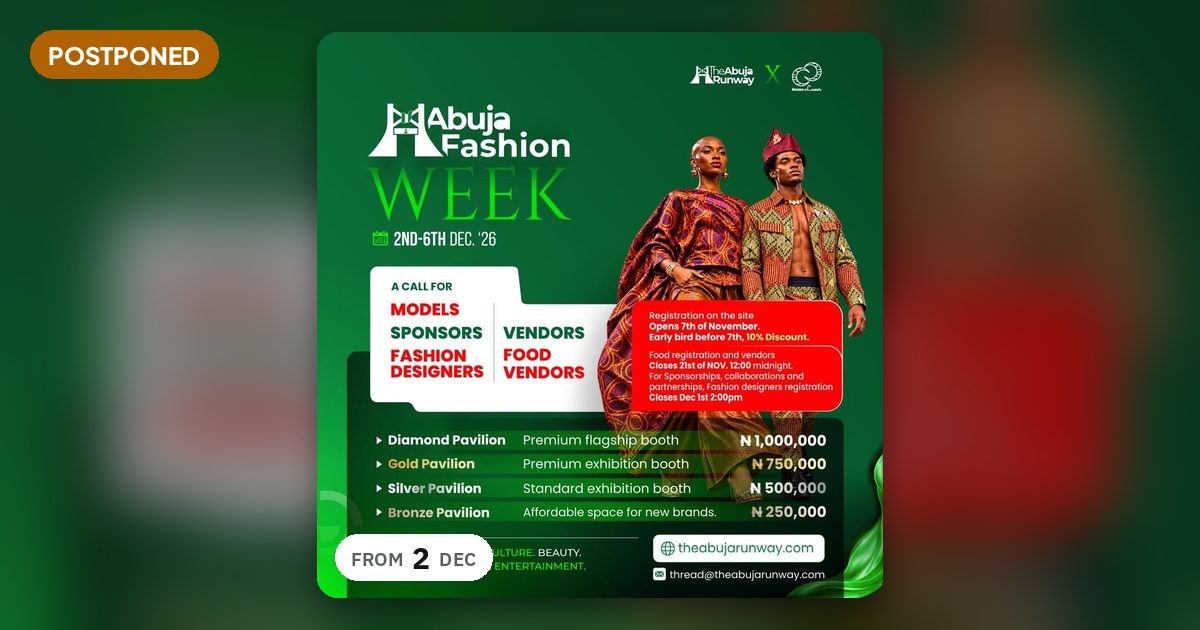 POSTPONED
TheAbuja
Runway
X
Abuja
Fashion
WEEK
2ND-6TH DEC. ‘26
A CALL FOR
MODELS
SPONSORS
FASHION
DESIGNERS
VENDORS
FOOD
VENDORS
Registration on the site
Opens 7th of November.
Early bird before 7th, 10% Discount.
Food registration and vendors
Closes 21st of NOV. 12:00 midnight.
For Sponsorships, collaborations and
partnerships, Fashion designers registration
Closes Dec 1st 2:00pm
Diamond Pavilion Premium flagship booth ₦ 1,000,000
Gold Pavilion Premium exhibition booth ₦ 750,000
Silver Pavilion Standard exhibition booth N 500,000
Bronze Pavilion Affordable space for new brands. ₦ 250,000
FROM 2 DEC
ULTURE. BEAUTY.
ENTERTAINMENT.
theabujarunway.com
thread@theabujarunway.com